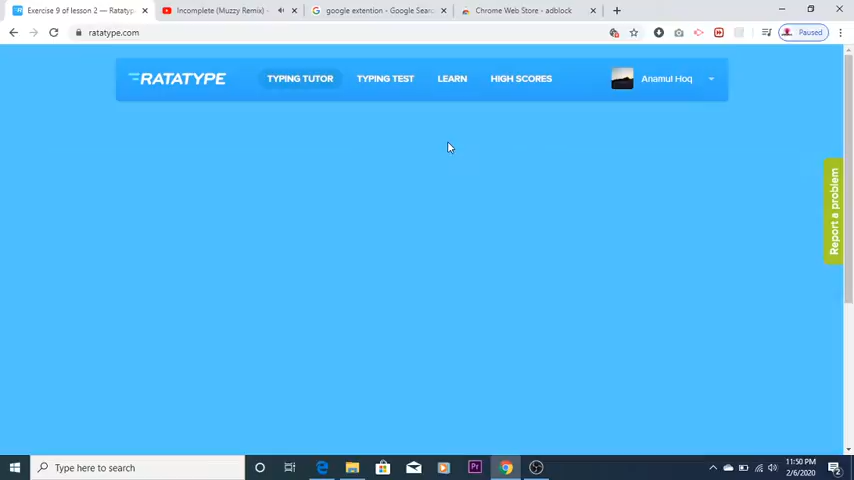 Exercise 9 of lesson 2 — Ratatyp
Incomplete (Muzzy Remix) -
google extention - Google Sear
Chrome Web Store - adblock
ratatype.com
Paused
RATATYPE
TYPING TUTOR
TYPING TEST
LEARN
HIGH SCORES
Anamul Hoq
Report a problem
Type here to search
Pr
11:50 PM
2/6/2020
2